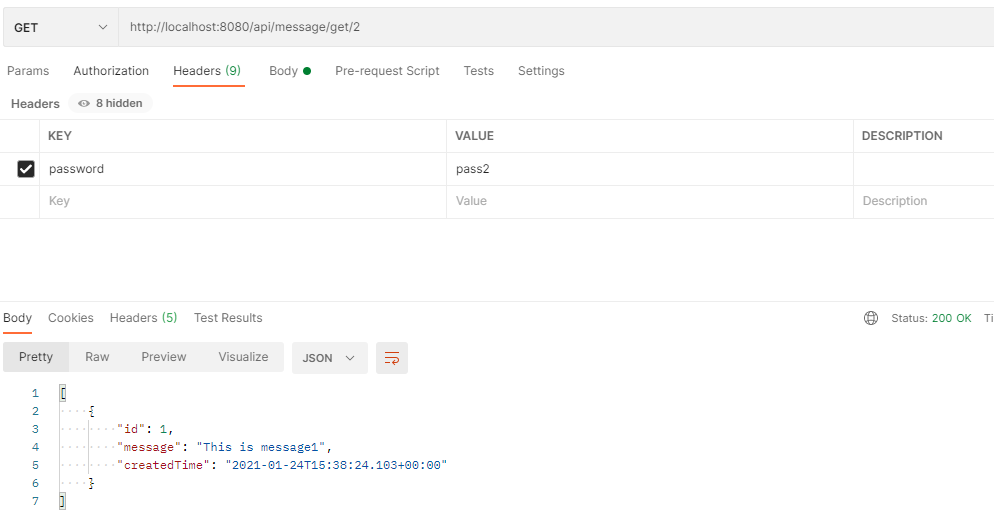 GET http://localhost:8080/api/message/get/2
Params Authorization Headers (9) Body Pre-request Script Tests Settings
Headers 8 hidden
KEY VALUE DESCRIPTION
password pass2
Key Value Description
Body Cookies Headers (5) Test Results Status: 200 OK Ti
Pretty Raw Preview Visualize JSON
1 [
2 {
3 "id": 1,
4 "message": "This is message1",
5 "createdTime": "2021-01-24T15:38:24.103+00:00"
6 }
7 ]